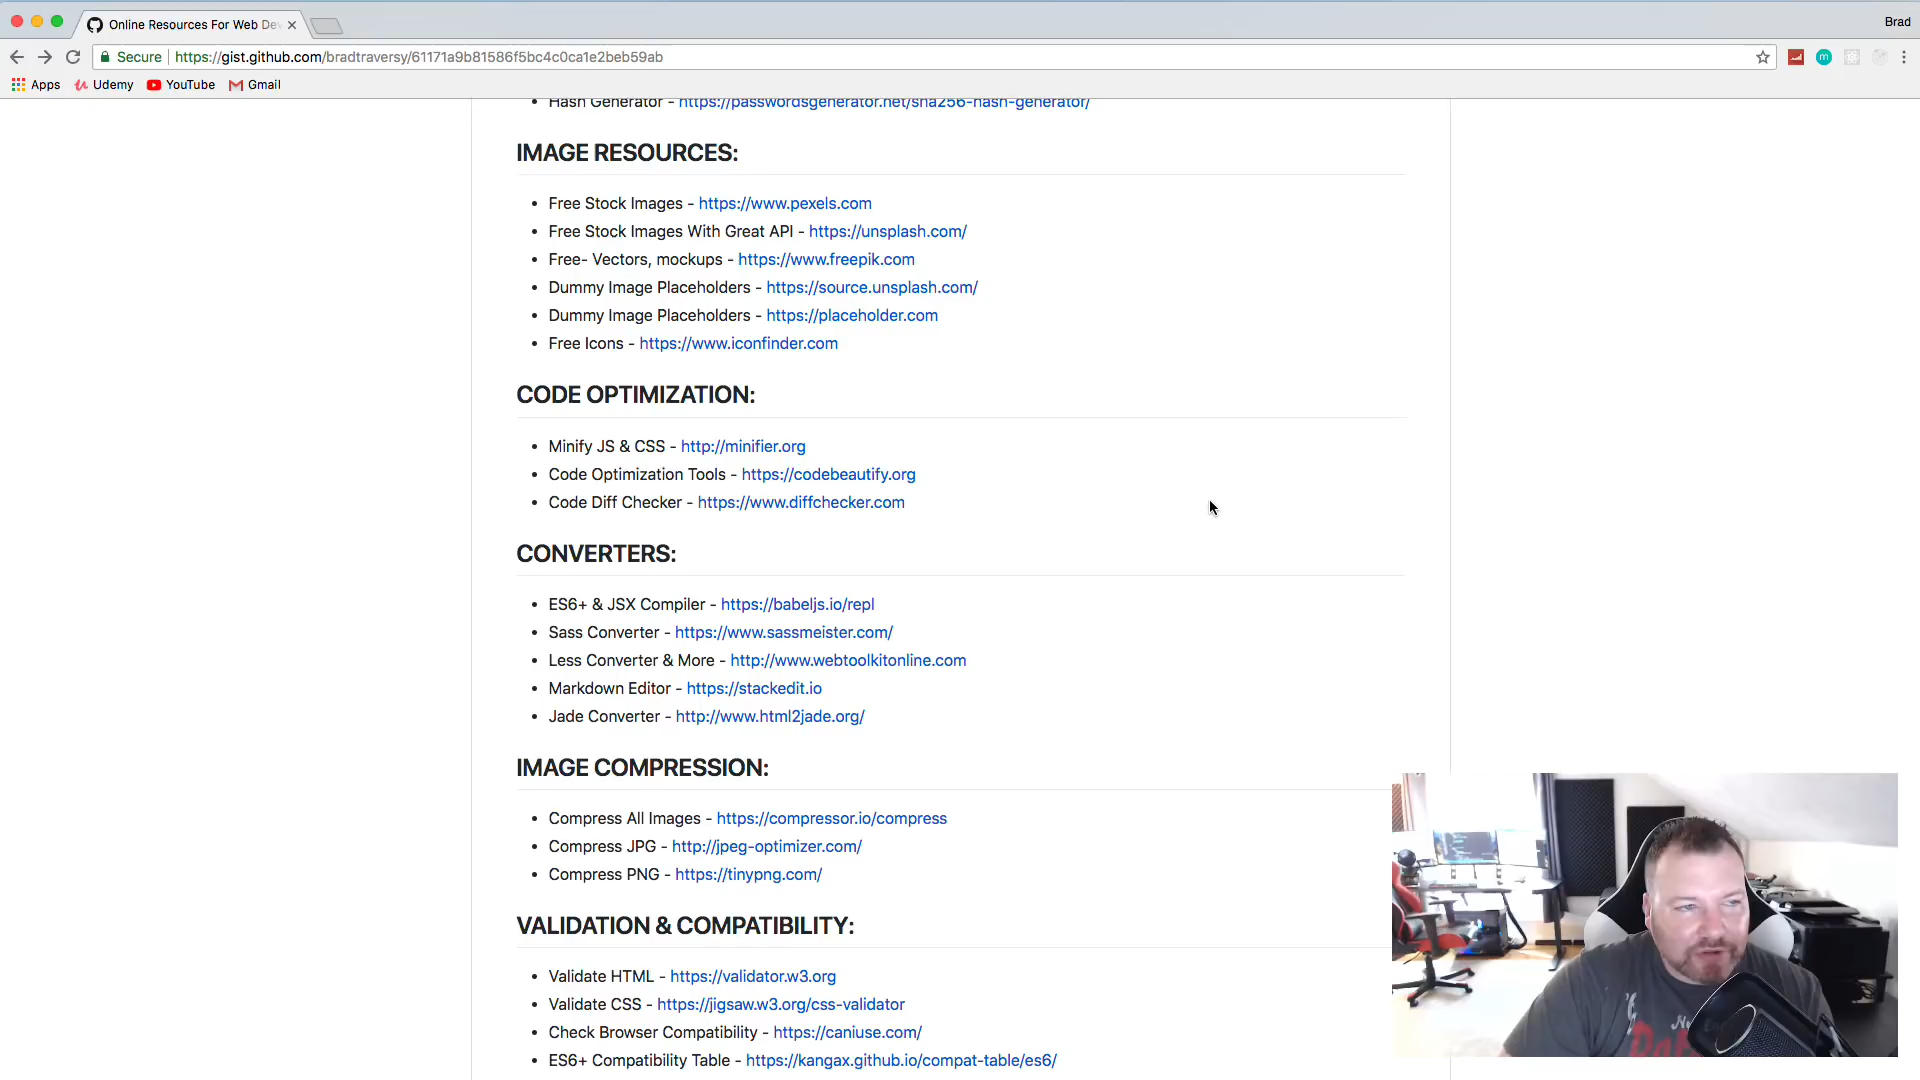 Online Resources For Web De
Brad
Secure
https://gist.github.com/bradtraversy/61171a9b81586f5bc4c0ca1e2beb59ab
Apps
Udemy
YouTube
Gmail
Hash Generator - https://passwordsgenerator.net/sha256-hash-generator/
IMAGE RESOURCES:
Free Stock Images - https://www.pexels.com
Free Stock Images With Great API - https://unsplash.com/
Free- Vectors, mockups - https://www.freepik.com
Dummy Image Placeholders - https://source.unsplash.com/
Dummy Image Placeholders - https://placeholder.com
Free Icons - https://www.iconfinder.com
CODE OPTIMIZATION:
Minify JS & CSS - http://minifier.org
Code Optimization Tools - https://codebeautify.org
Code Diff Checker - https://www.diffchecker.com
CONVERTERS:
ES6+ & JSX Compiler - https://babeljs.io/repl
Sass Converter - https://www.sassmeister.com/
Less Converter & More - http://www.webtoolkitonline.com
Markdown Editor - https://stackedit.io
Jade Converter - http://www.html2jade.org/
IMAGE COMPRESSION:
Compress All Images - https://compressor.io/compress
Compress JPG - http://jpeg-optimizer.com/
Compress PNG - https://tinypng.com/
VALIDATION & COMPATIBILITY:
Validate HTML - https://validator.w3.org
Validate CSS - https://jigsaw.w3.org/css-validator
Check Browser Compatibility - https://caniuse.com/
ES6+ Compatibility Table - https://kangax.github.io/compat-table/es6/